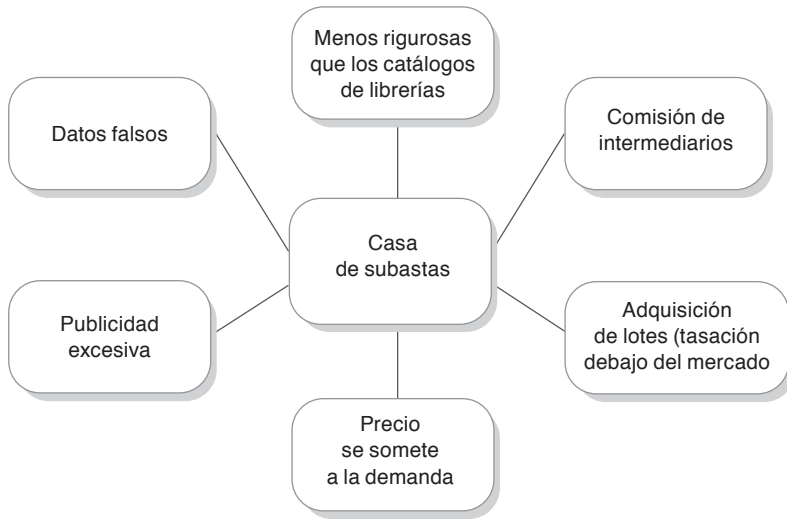 Menos rigurosas
que los catálogos
de librerías
Datos falsos
Comisión de
intermediarios
Casa
de subastas
Publicidad
excesiva
Adquisición
de lotes (tasación
debajo del mercado
Precio
se somete
a la demanda